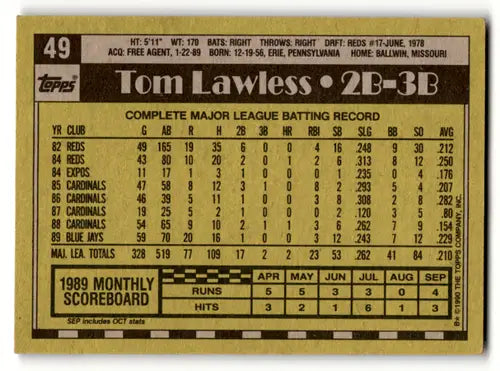 49
HT: 5'11" WT: 170 BATS: RIGHT THROWS: RIGHT DRFT: REDS #17-JUNE, 1978
ACQ: FREE AGENT, 1-22-89 BORN: 12-19-56, ERIE, PENNSYLVANIA HOME: BALLWIN, MISSOURI
Topps
Tom Lawless • 2B-3B
COMPLETE MAJOR LEAGUE BATTING RECORD
YR CLUB G AB R H 2B 3B HR RBI SB SLG BB SO AVG
82 REDS 49 165 19 35 6 0 0 4 16 .248 9 30 .212
84 REDS 43 80 10 20 2 0 1 2 6 .313 8 12 .250
84 EXPOS 11 17 1 3 1 0 0 0 1 .235 0 4 .176
85 CARDINALS 47 58 8 12 3 1 0 8 2 .293 5 4 .207
86 CARDINALS 46 39 5 11 1 0 0 3 8 .308 2 8 .282
87 CARDINALS 19 25 5 2 1 0 0 0 2 .120 3 5 .80
88 CARDINALS 54 65 9 10 2 1 1 3 6 .262 7 9 .154
89 BLUE JAYS 59 70 20 16 1 0 0 3 12 .243 7 12 .229
MAJ. LEA. TOTALS 328 519 77 109 17 2 2 23 53 .262 41 84 .210
1989 MONTHLY SCOREBOARD
APR MAY JUN JUL AUG SEP
RUNS 5 5 3 3 0 4
HITS 3 2 1 6 1 3
SEP includes OCT stats
B* © 1990 THE TOPPS COMPANY, INC.